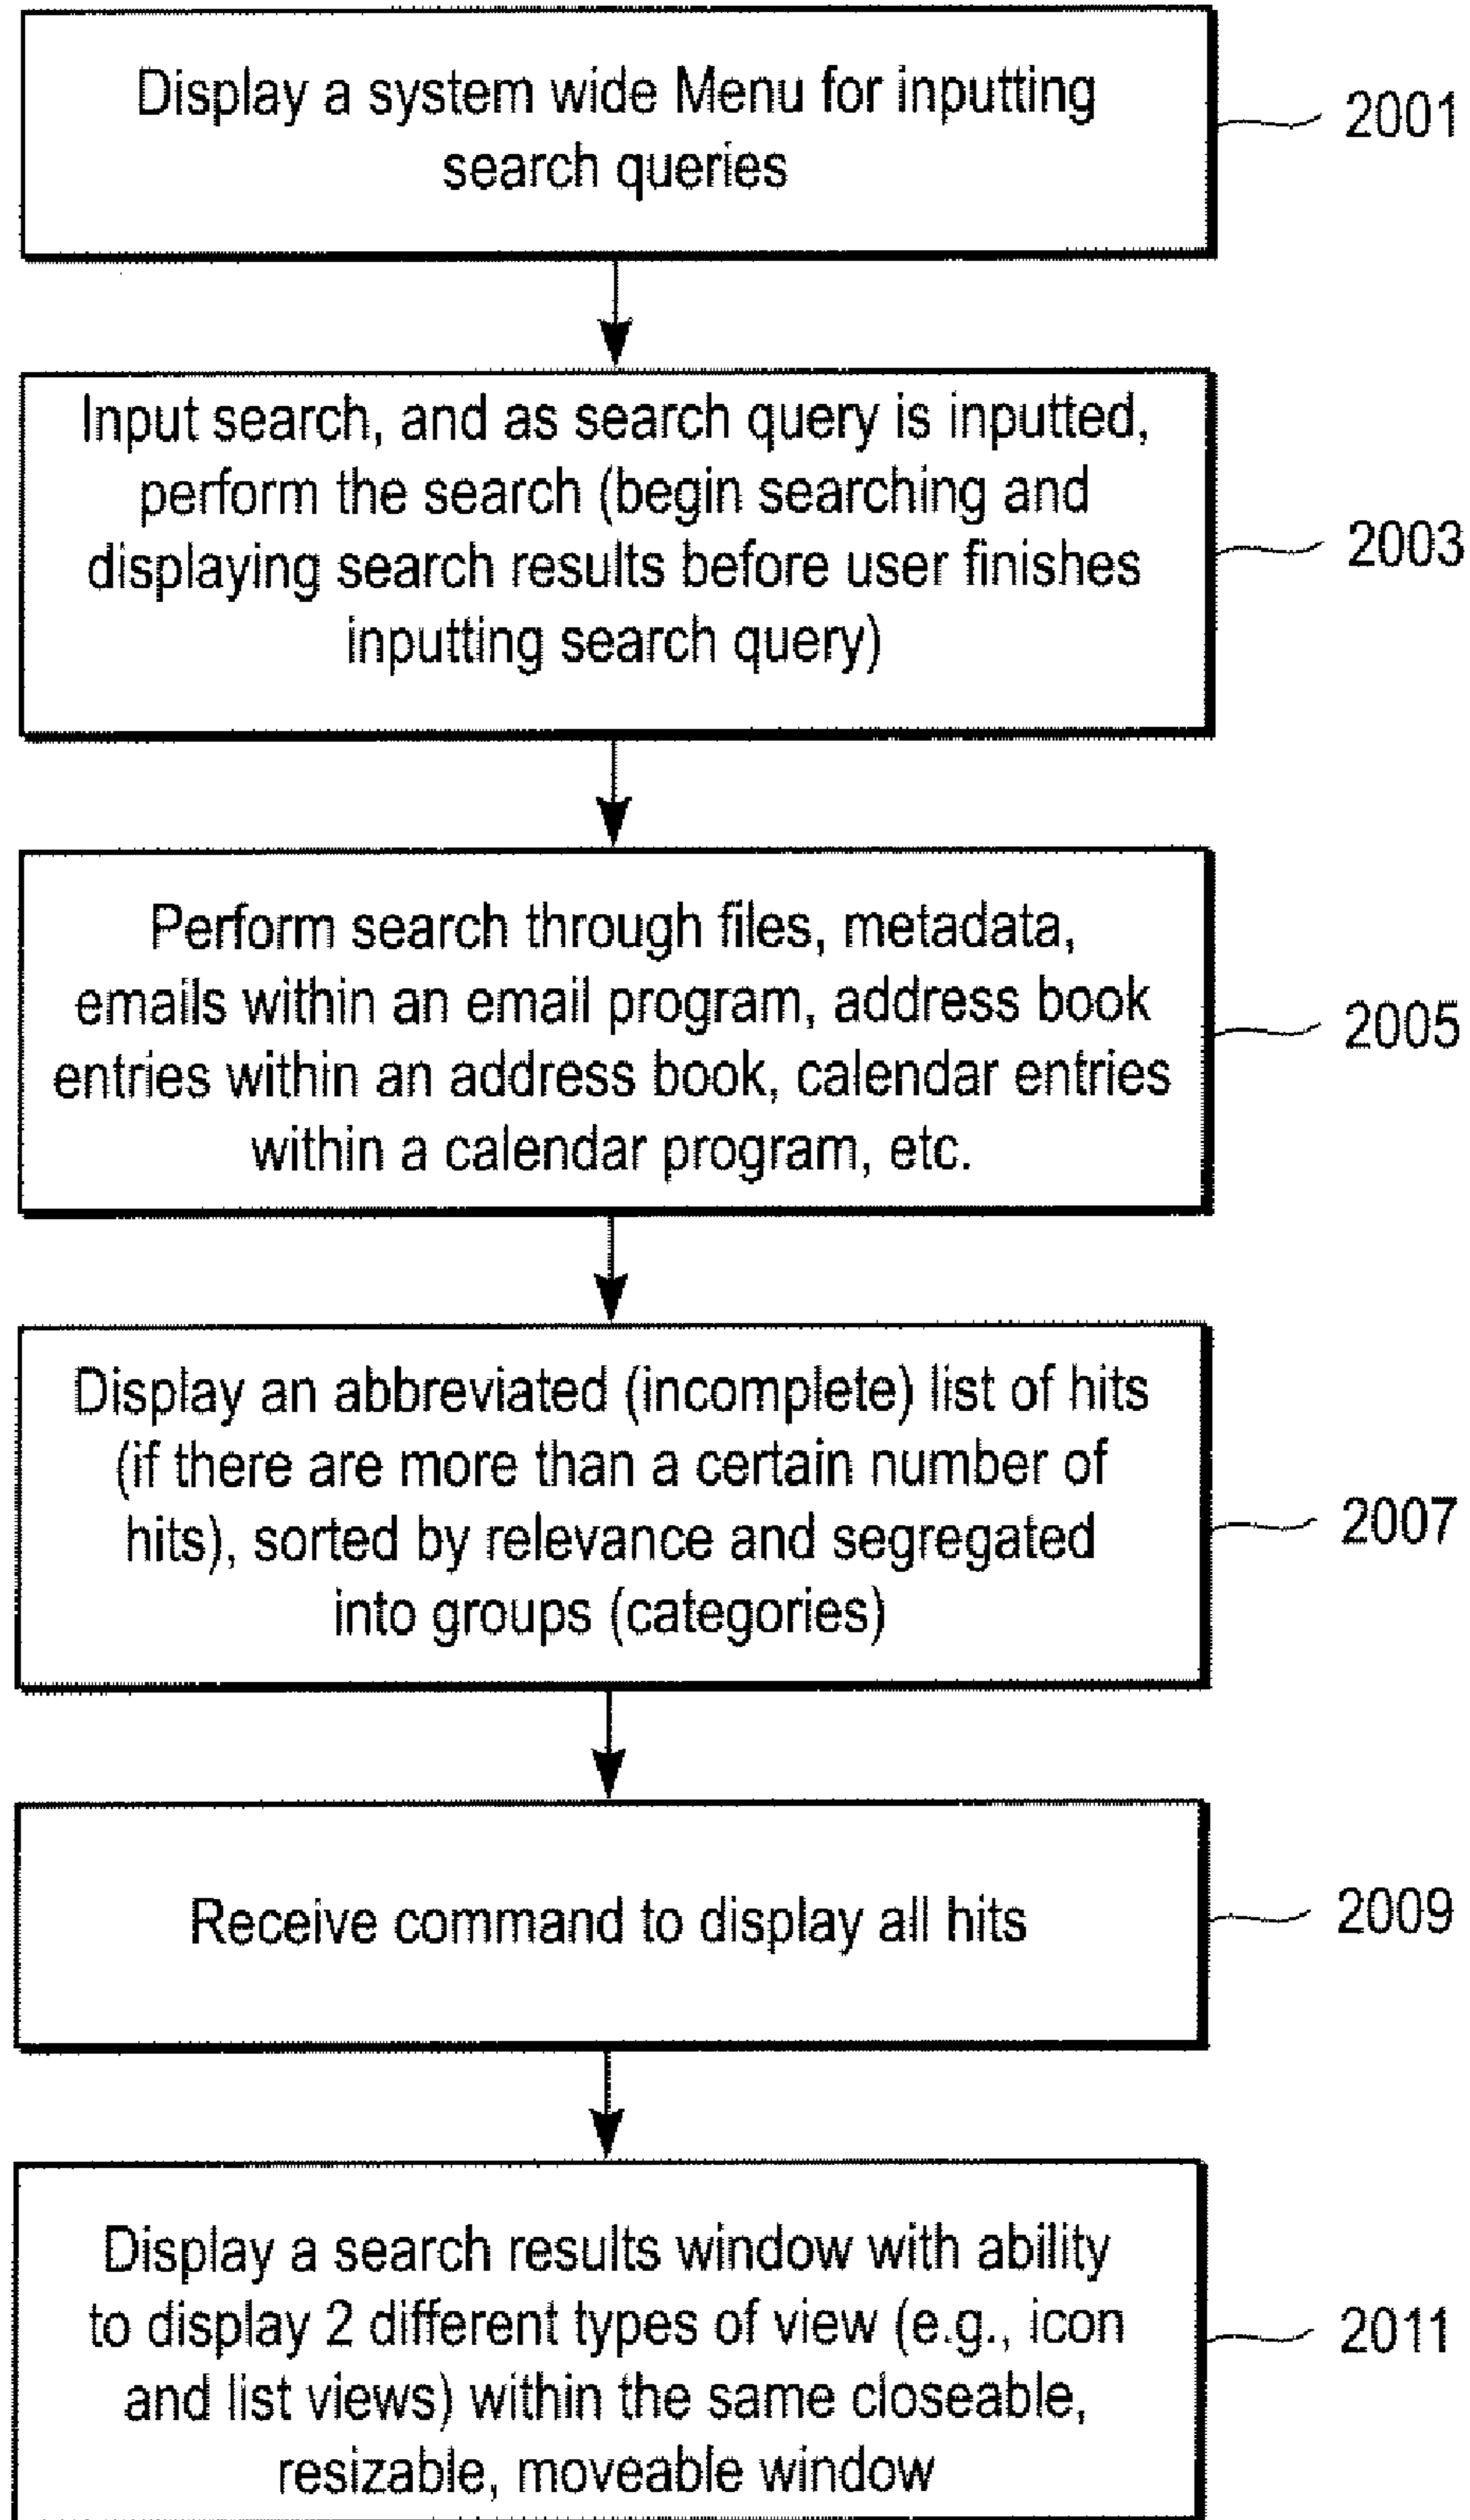 Display a system wide Menu for inputting
search queries
2001
Input search, and as search query is inputted,
perform the search (begin searching and
displaying search results before user finishes
inputting search query)
2003
Perform search through files, metadata,
emails within an email program, address book
entries within an address book, calendar entries
within a calendar program, etc.
2005
Display an abbreviated (incomplete) list of hits
(if there are more than a certain number of
hits), sorted by relevance and segregated
into groups (categories)
2007
Receive command to display all hits
2009
Display a search results window with ability
to display 2 different types of view (e.g., icon
and list views) within the same closeable,
resizable, moveable window
2011